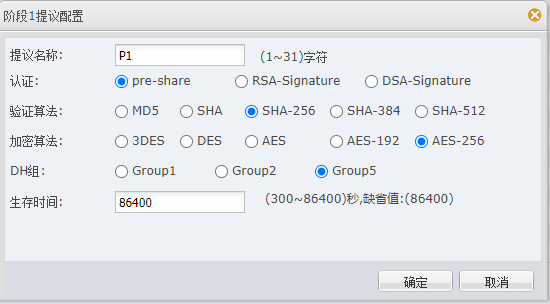 阶段1提议配置
提议名称: P1 (1~31)字符
认证: pre-share RSA-Signature DSA-Signature
验证算法: MD5 SHA SHA-256 SHA-384 SHA-512
加密算法: 3DES DES AES AES-192 AES-256
DH组: Group1 Group2 Group5
生存时间: 86400 (300~86400)秒,缺省值:(86400)
确定 取消